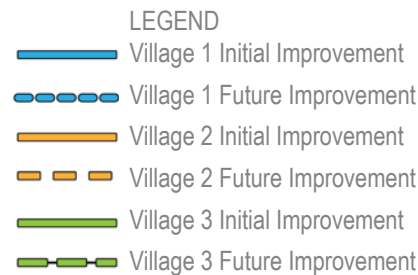 LEGEND
Village 1 Initial Improvement
Village 1 Future Improvement
Village 2 Initial Improvement
Village 2 Future Improvement
Village 3 Initial Improvement
Village 3 Future Improvement